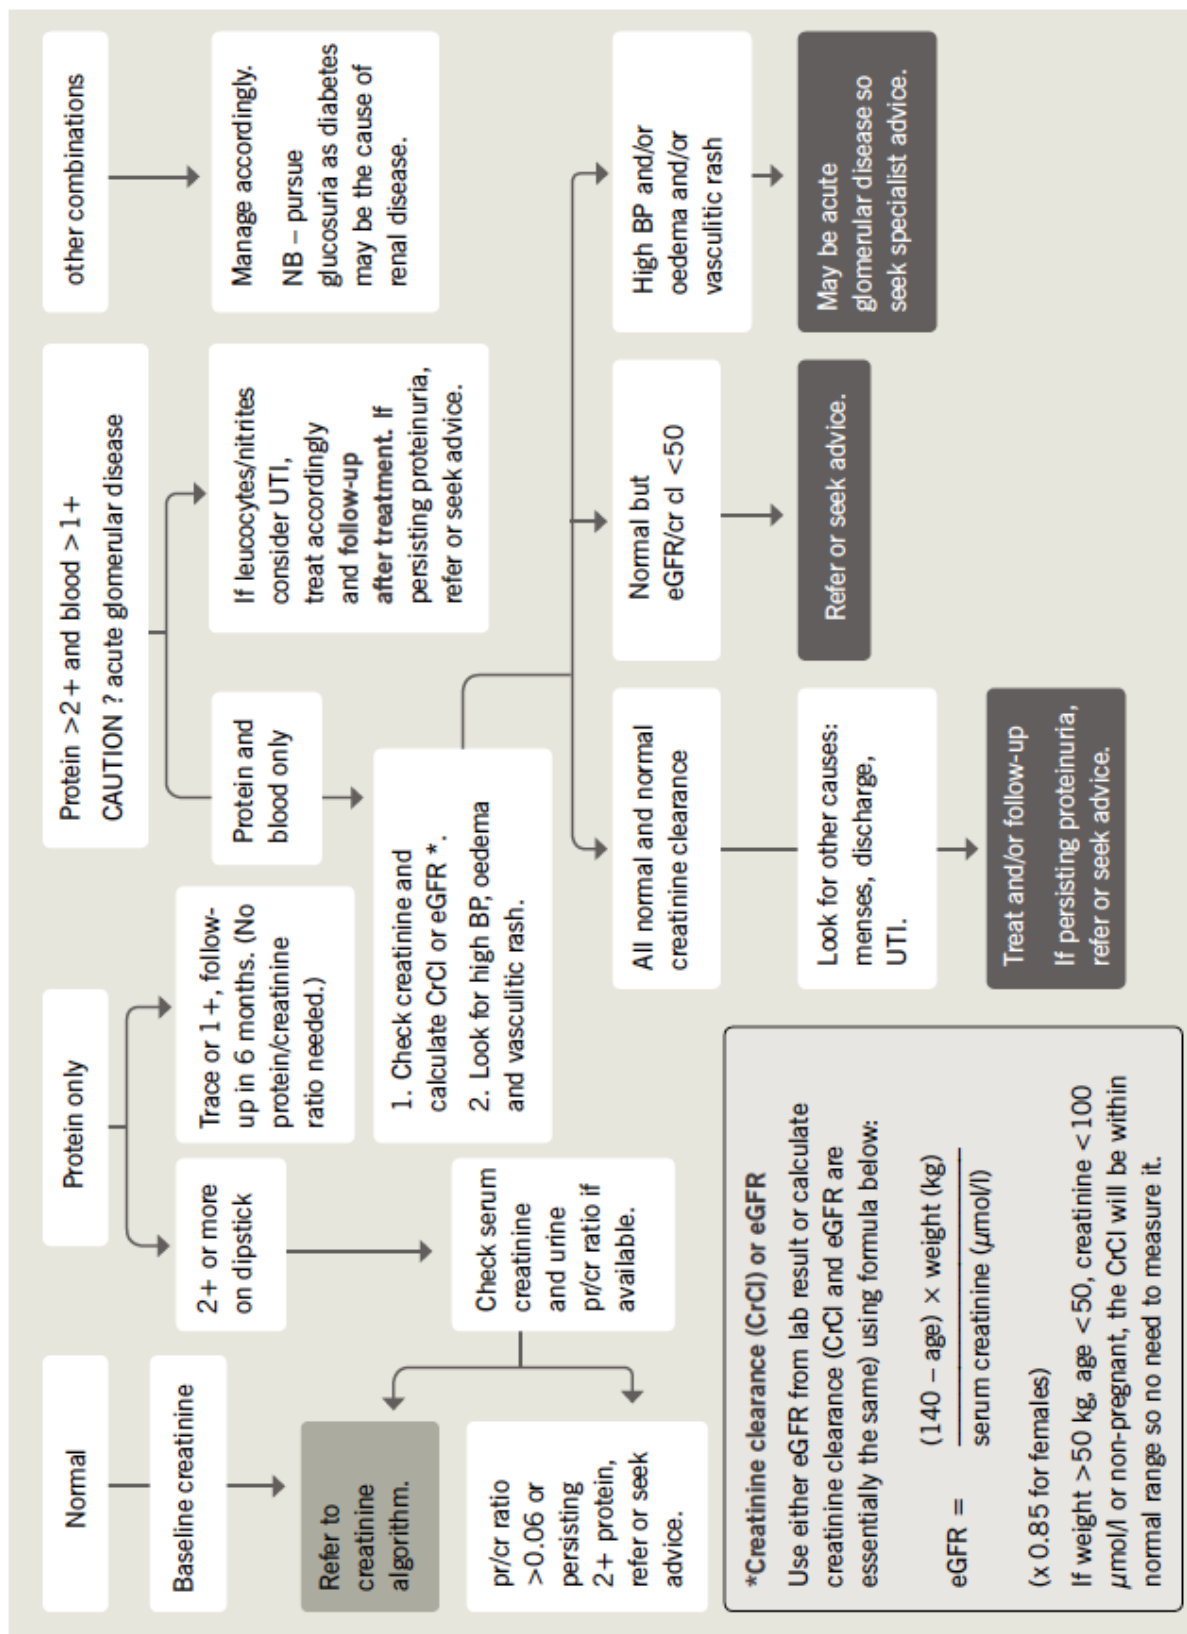 Normal
Baseline creatinine
Refer to
creatinine
algorithm.
Protein only
2+ or more
on dipstick
Check serum
creatinine
and urine
pr/cr ratio if
available.
pr/cr ratio
>0.06 or
persisting
2+ protein,
refer or seek
advice.
Trace or 1+, follow-
up in 6 months. (No
protein/creatinine
ratio needed.)
Protein >2+ and blood >1+
CAUTION ? acute glomerular disease
Protein and
blood only
1. Check creatinine and
calculate CrCl or eGFR *.
2. Look for high BP, oedema
and vasculitic rash.
If leucocytes/nitrites
consider UTI,
treat accordingly
and follow-up
after treatment. If
persisting proteinuria,
refer or seek advice.
other combinations
Manage accordingly.
NB – pursue
glucosuria as diabetes
may be the cause of
renal disease.
All normal and normal
creatinine clearance
Look for other causes:
menses, discharge,
UTI.
Treat and/or follow-up
If persisting proteinuria,
refer or seek advice.
Normal but
eGFR/cr cl <50
Refer or seek advice.
High BP and/or
oedema and/or
vasculitic rash
May be acute
glomerular disease so
seek specialist advice.
*Creatinine clearance (CrCl) or eGFR
Use either eGFR from lab result or calculate
creatinine clearance (CrCl and eGFR are
essentially the same) using formula below:
(140 – age) × weight (kg)
eGFR =
serum creatinine (μmol/l)
(x 0.85 for females)
If weight >50 kg, age <50, creatinine <100
μmol/l or non-pregnant, the CrCl will be within
normal range so no need to measure it.